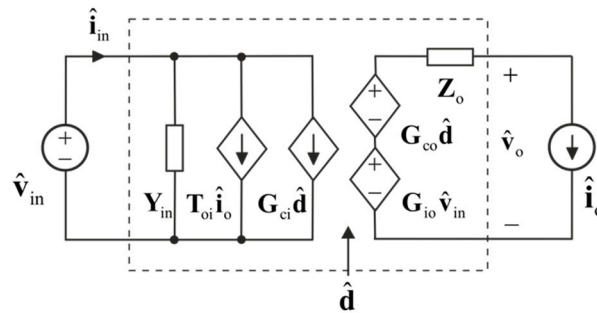 î_in
v̂_in
Y_in
T_oi î_o
G_ci d̂
G_co d̂
G_io v̂_in
Z_o
+
v̂_o
−
î_o
d̂